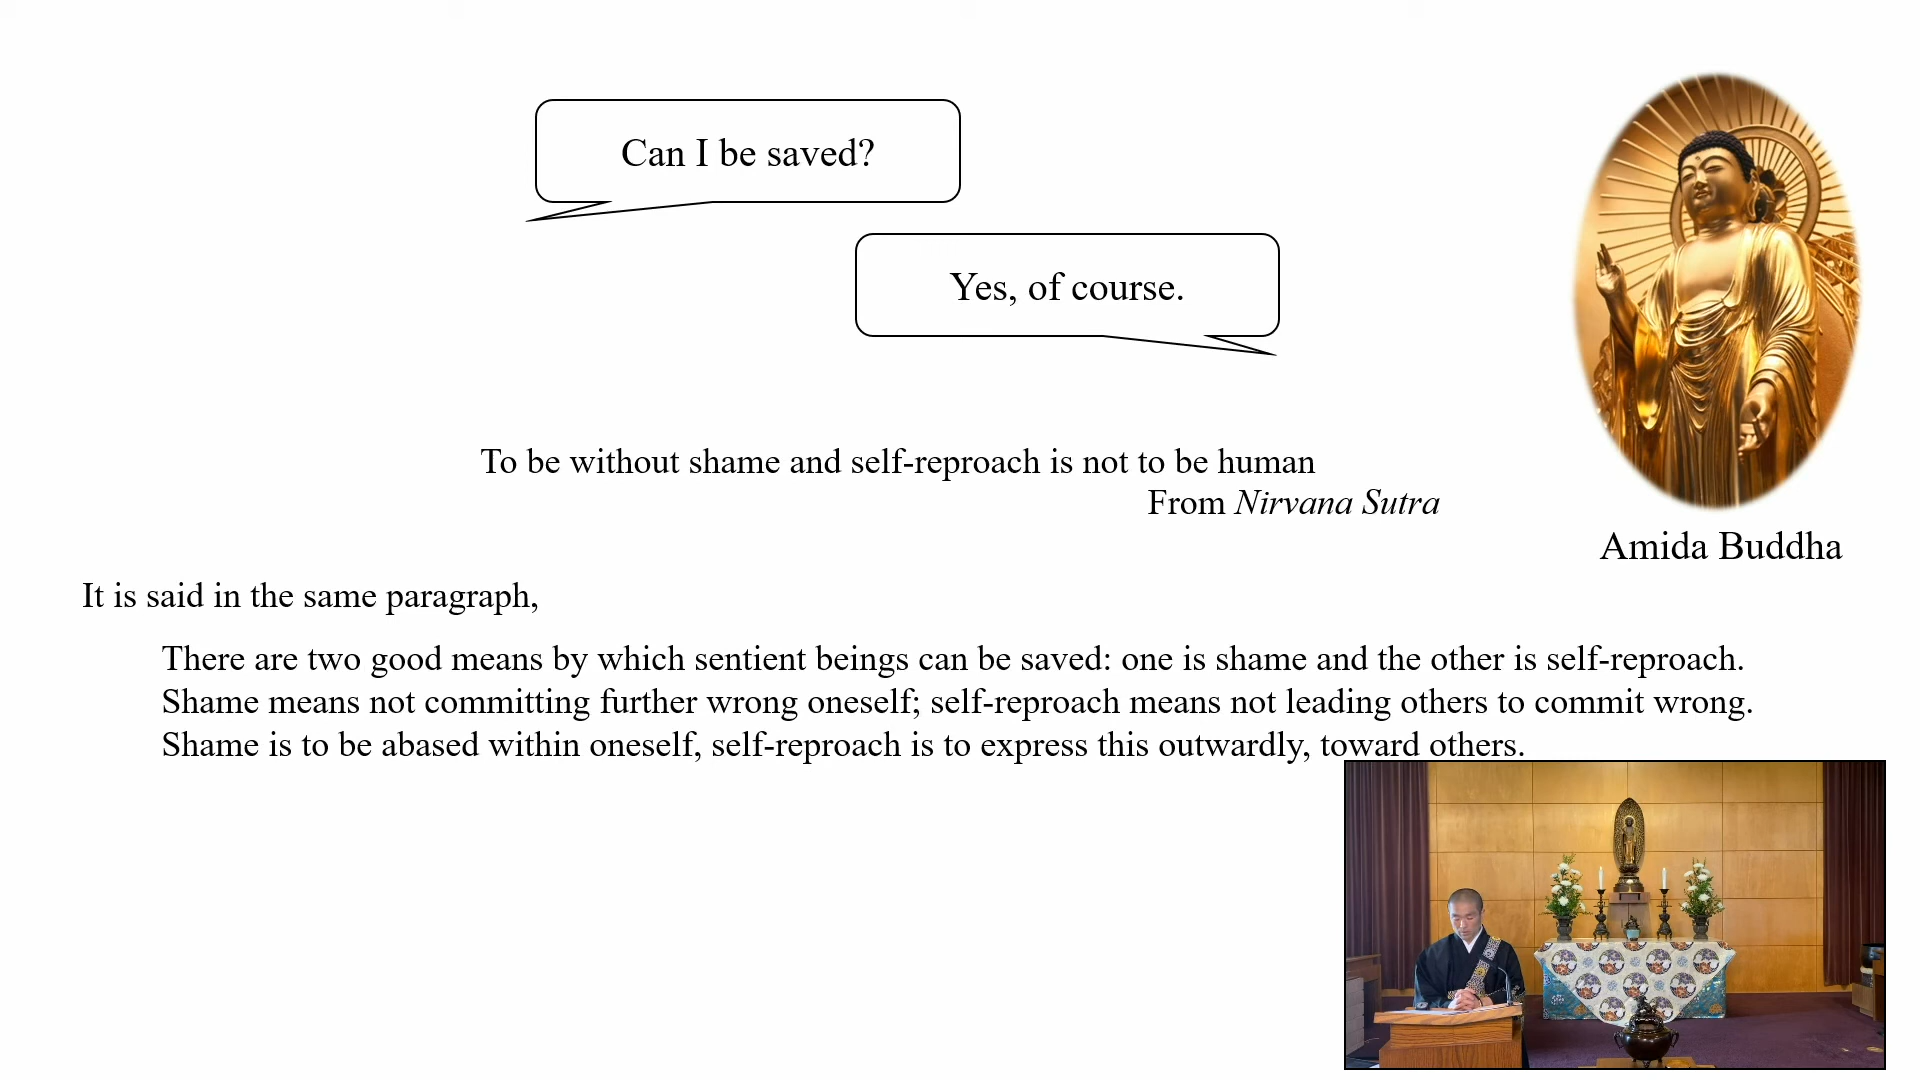 Can I be saved?
Yes, of course.
To be without shame and self-reproach is not to be human
From Nirvana Sutra
Amida Buddha
It is said in the same paragraph,
There are two good means by which sentient beings can be saved: one is shame and the other is self-reproach.
Shame means not committing further wrong oneself; self-reproach means not leading others to commit wrong.
Shame is to be abased within oneself, self-reproach is to express this outwardly, toward others.